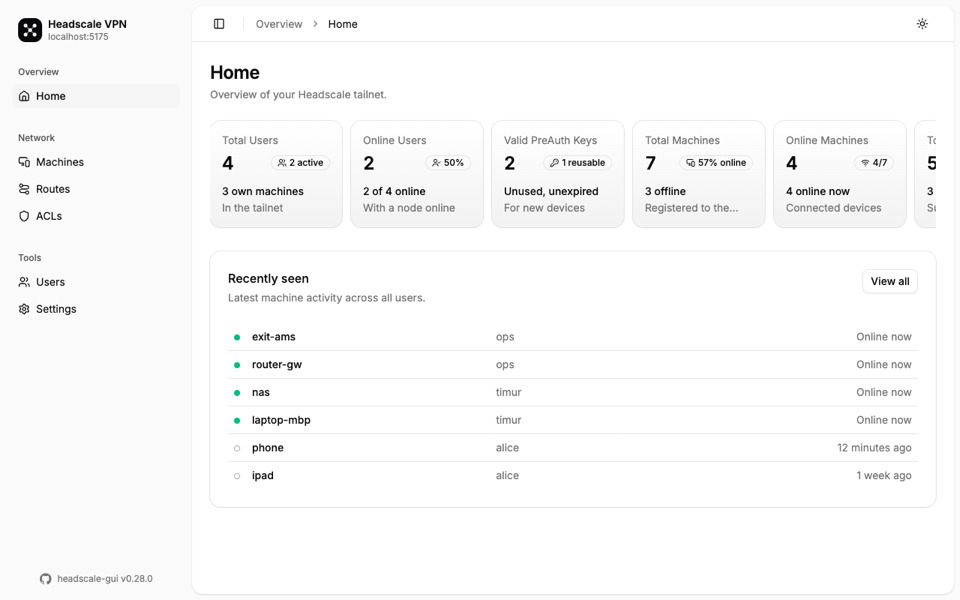 Headscale VPN
localhost:5175
Overview
Home
Network
Machines
Routes
ACLs
Tools
Users
Settings
headscale-gui v0.28.0
Overview > Home
Home
Overview of your Headscale tailnet.
Total Users
4
2 active
3 own machines
In the tailnet
Online Users
2
50%
2 of 4 online
With a node online
Valid PreAuth Keys
2
1 reusable
Unused, unexpired
For new devices
Total Machines
7
57% online
3 offline
Registered to the...
Online Machines
4
4/7
4 online now
Connected devices
5
3
Recently seen
Latest machine activity across all users.
View all
exit-ams ops Online now
router-gw ops Online now
nas timur Online now
laptop-mbp timur Online now
phone alice 12 minutes ago
ipad alice 1 week ago